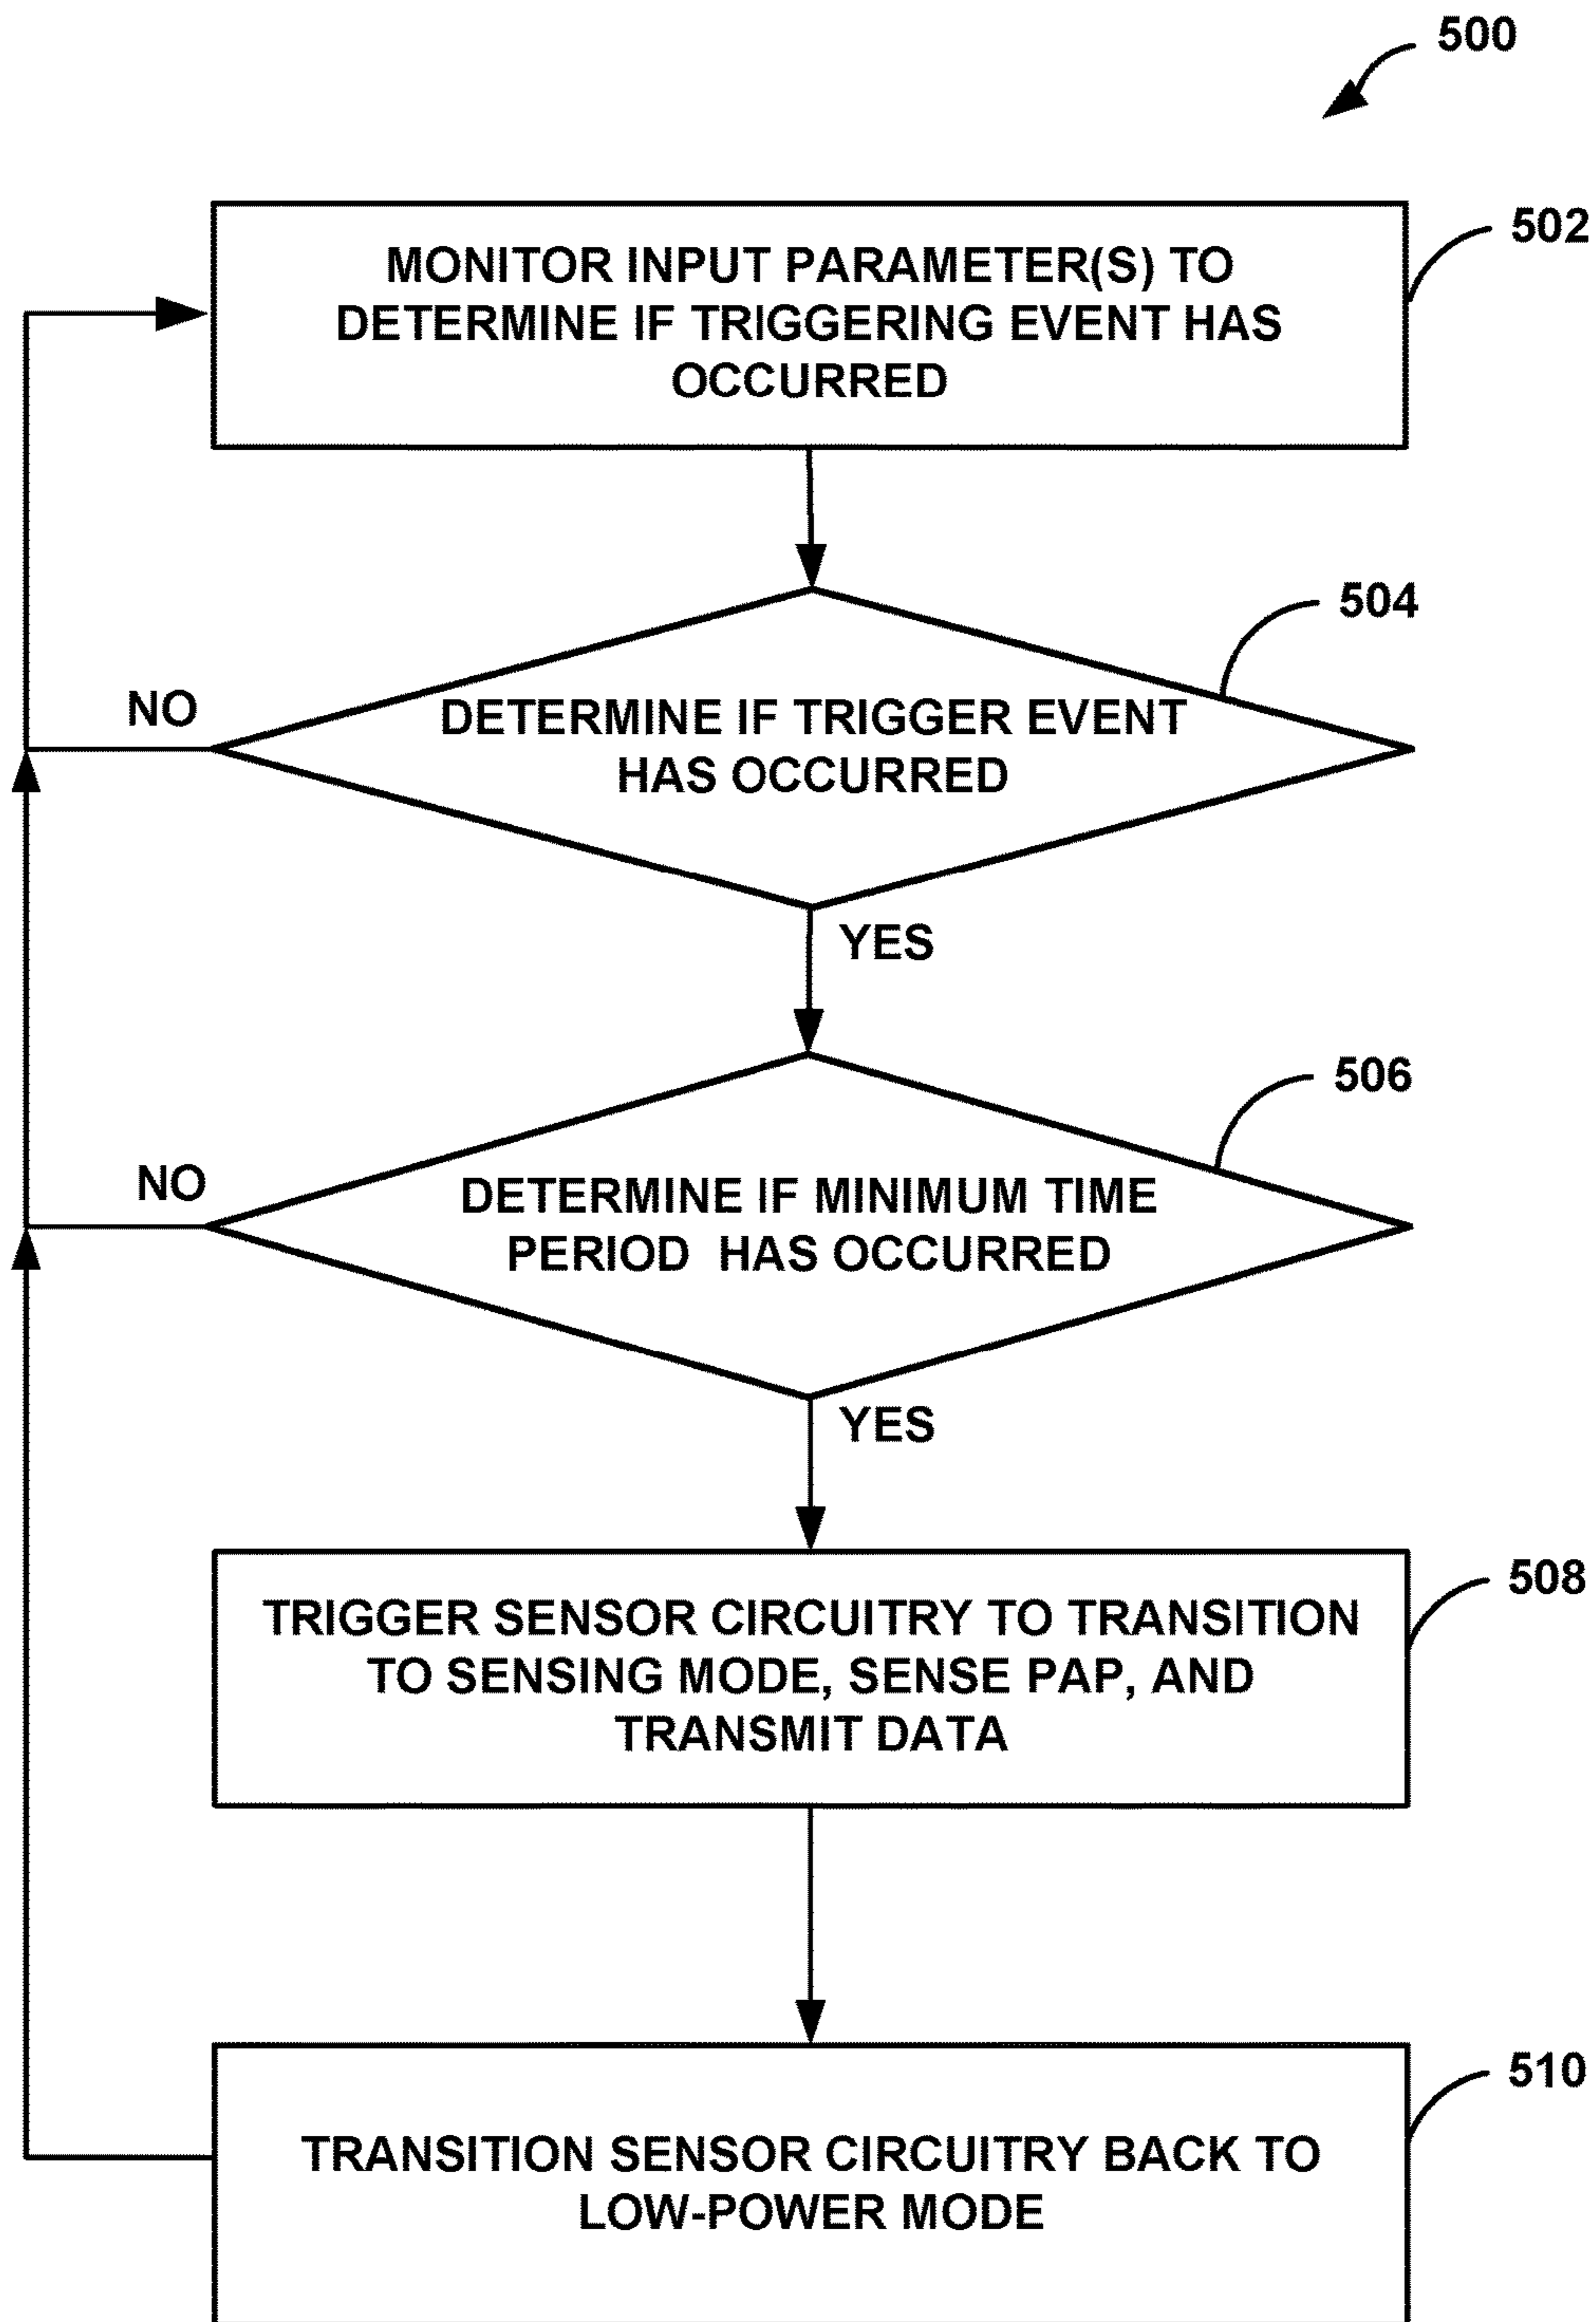 500
502
MONITOR INPUT PARAMETER(S) TO
DETERMINE IF TRIGGERING EVENT HAS
OCCURRED
504
NO
DETERMINE IF TRIGGER EVENT
HAS OCCURRED
YES
506
NO
DETERMINE IF MINIMUM TIME
PERIOD HAS OCCURRED
YES
508
TRIGGER SENSOR CIRCUITRY TO TRANSITION
TO SENSING MODE, SENSE PAP, AND
TRANSMIT DATA
510
TRANSITION SENSOR CIRCUITRY BACK TO
LOW-POWER MODE